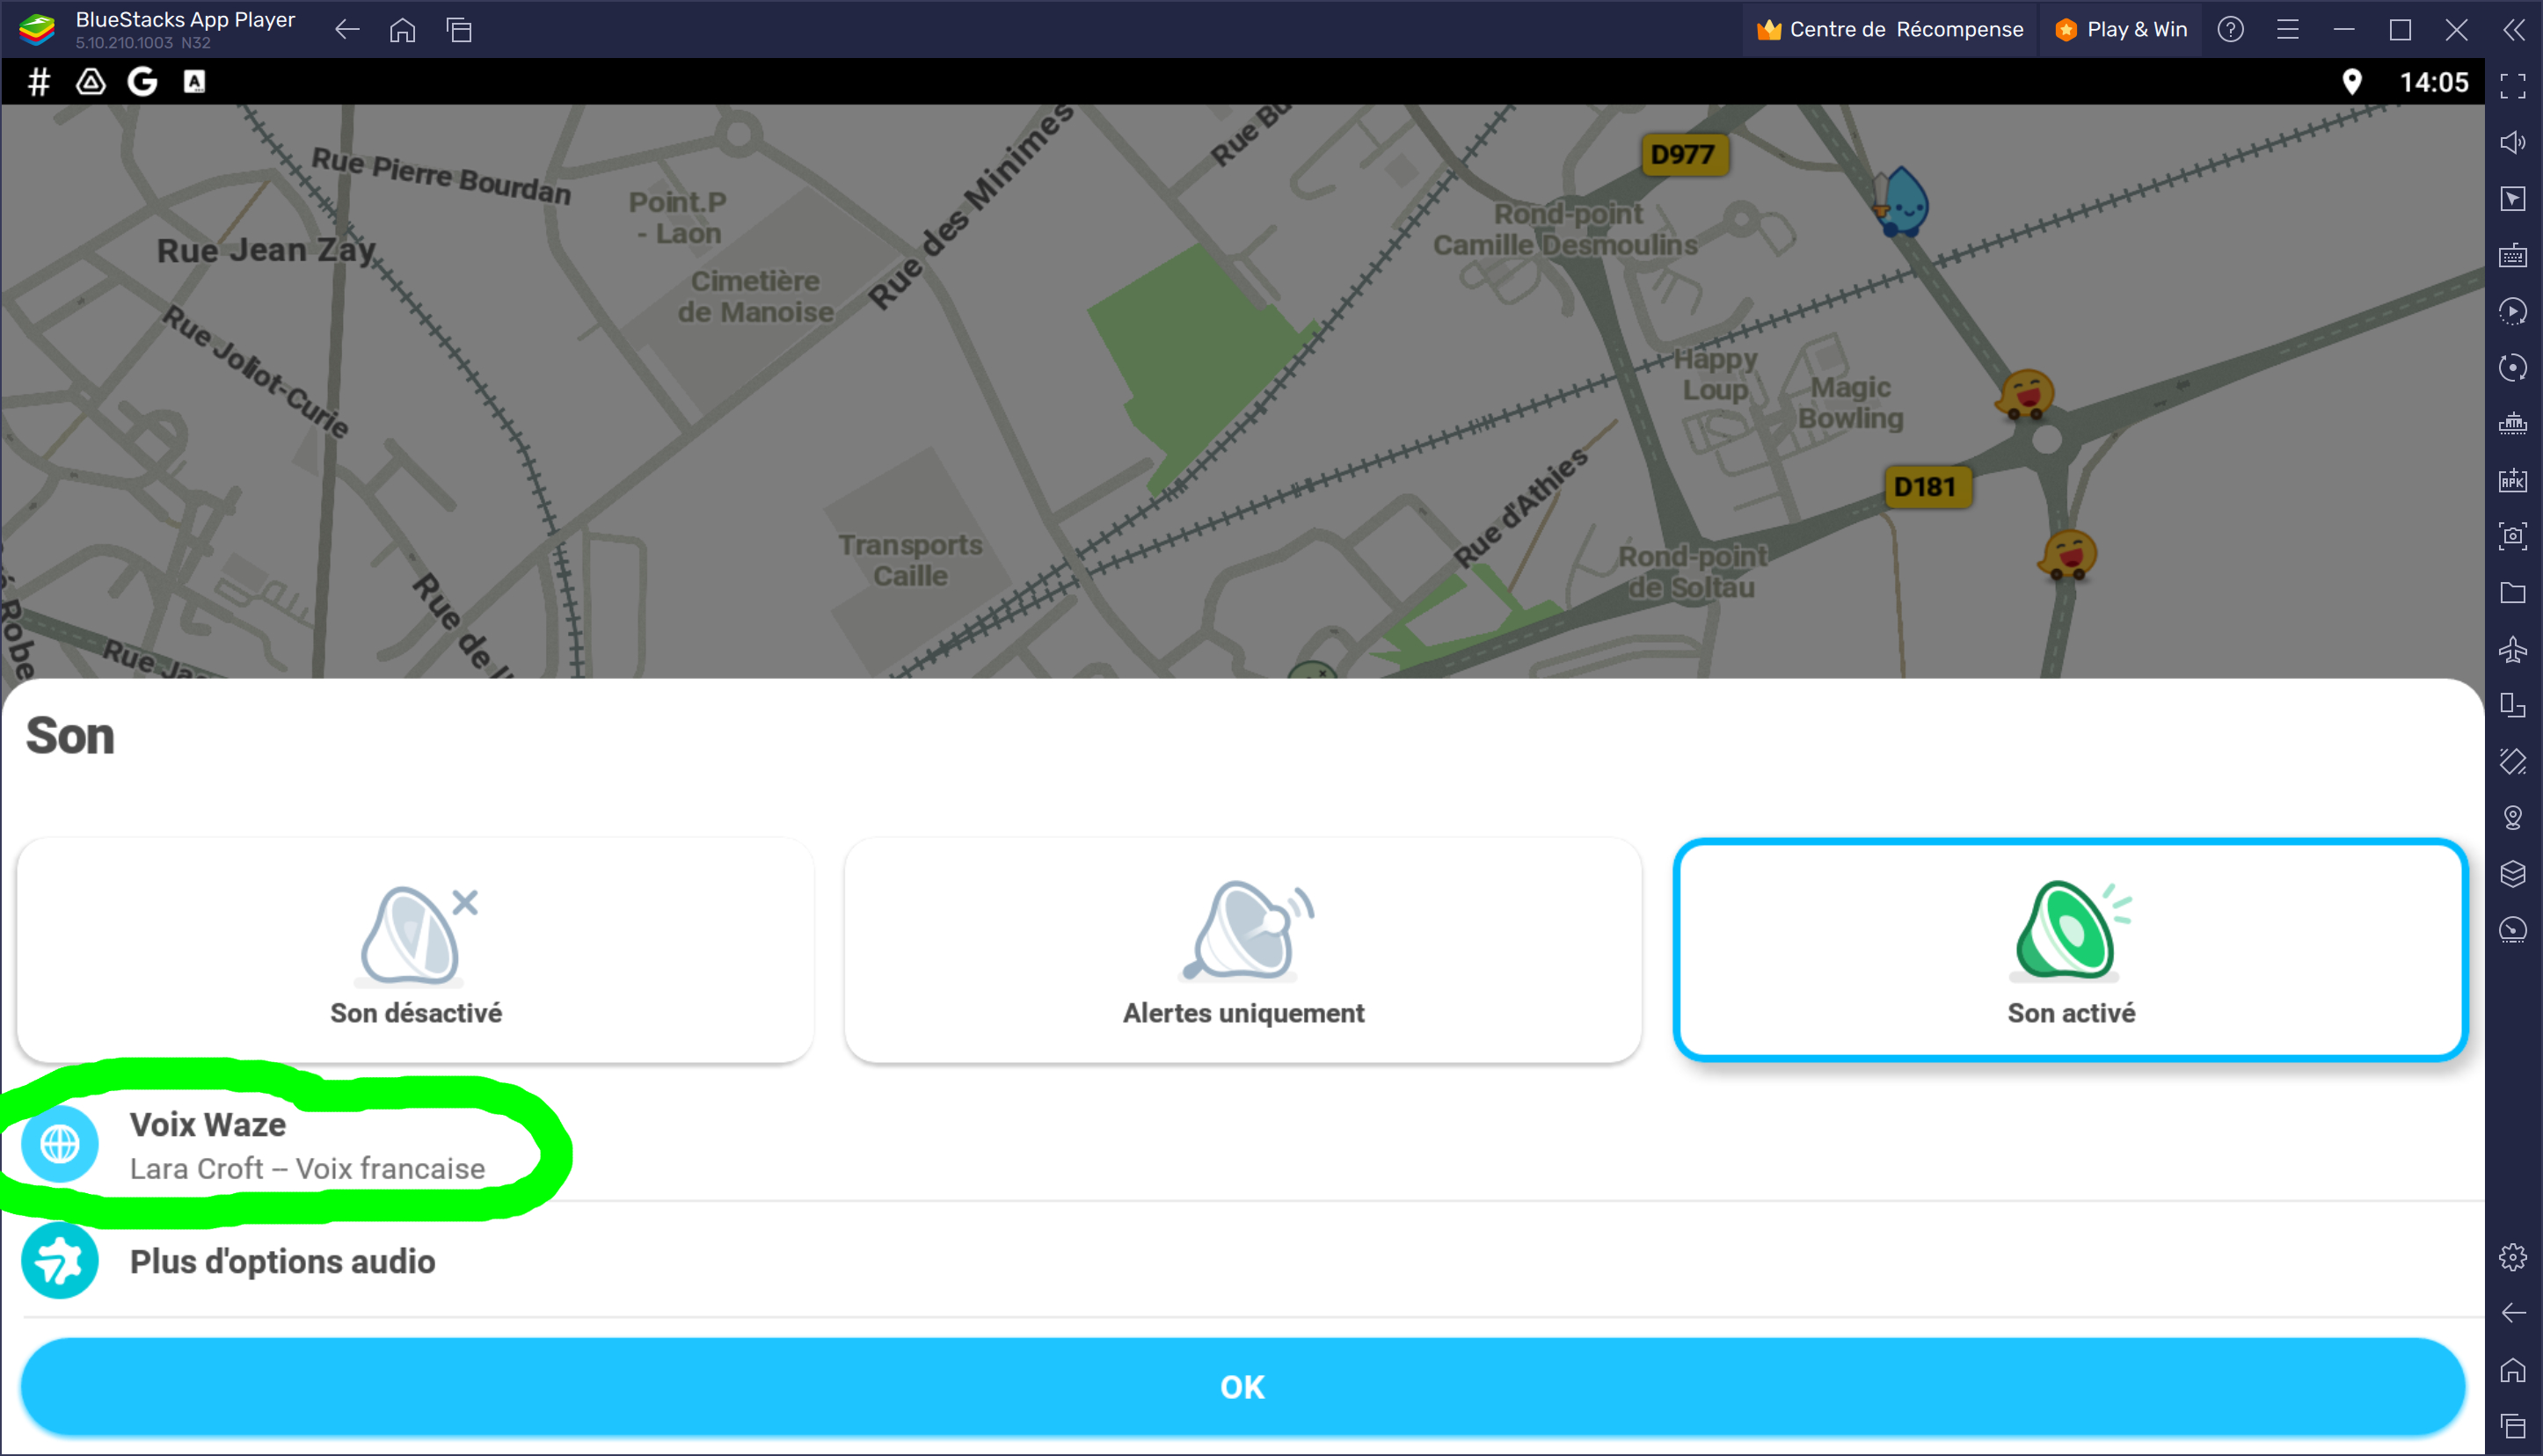 BlueStacks App Player
5.10.210.1003 N32
Centre de Récompense
Play & Win
14:05
Rue Pierre Bourdan
Point.P
- Laon
Rue des Minimes
Rue Bu
D977
Rue Jean Zay
Cimetière
de Manoise
Rond-point
Camille Desmoulins
Rue Joliot-Curie
Happy
Loup
Magic
Bowling
D181
Rue d'Athies
Transports
Caille
Rond-point
de Soltau
Robe
Rue Ja
Rue de l'
Son
Son désactivé
Alertes uniquement
Son activé
Voix Waze
Lara Croft -- Voix francaise
Plus d'options audio
OK
APK